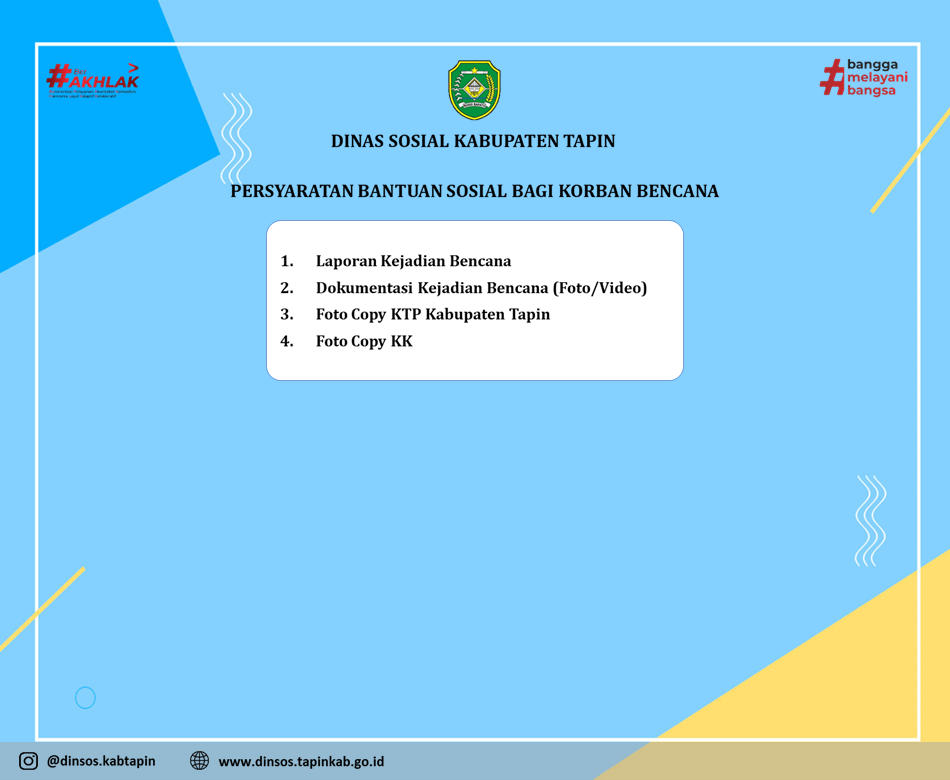 #AKHLAK
#bangga
melayani
bangsa
DINAS SOSIAL KABUPATEN TAPIN
PERSYARATAN BANTUAN SOSIAL BAGI KORBAN BENCANA
1. Laporan Kejadian Bencana
2. Dokumentasi Kejadian Bencana (Foto/Video)
3. Foto Copy KTP Kabupaten Tapin
4. Foto Copy KK
@dinsos.kabtapin
www.dinsos.tapinkab.go.id